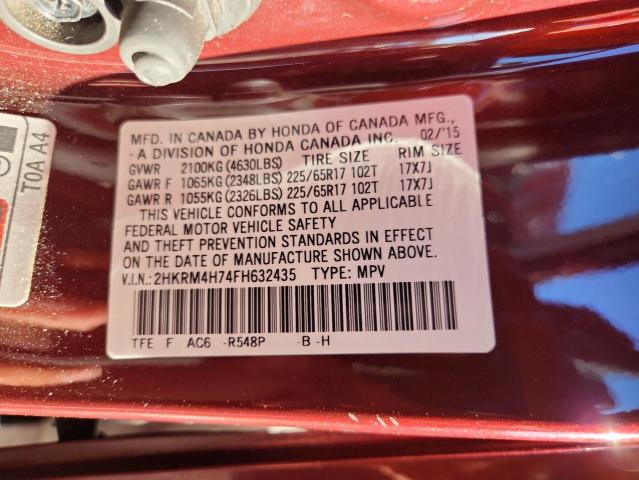 MFD. IN CANADA BY HONDA OF CANADA MFG.,
- A DIVISION OF HONDA CANADA INC. 02/'15
GVWR 2100KG (4630LBS) TIRE SIZE RIM SIZE
GAWR F 1065KG (2348LBS) 225/65R17 102T 17X7J
GAWR R 1055KG (2326LBS) 225/65R17 102T 17X7J
THIS VEHICLE CONFORMS TO ALL APPLICABLE
FEDERAL MOTOR VEHICLE SAFETY
AND THEFT PREVENTION STANDARDS IN EFFECT
ON THE DATE OF MANUFACTURE SHOWN ABOVE.
V.I.N.: 2HKRM4H74FH632435 TYPE: MPV
TFE F AC6 -R548P -B -H
TOA A4